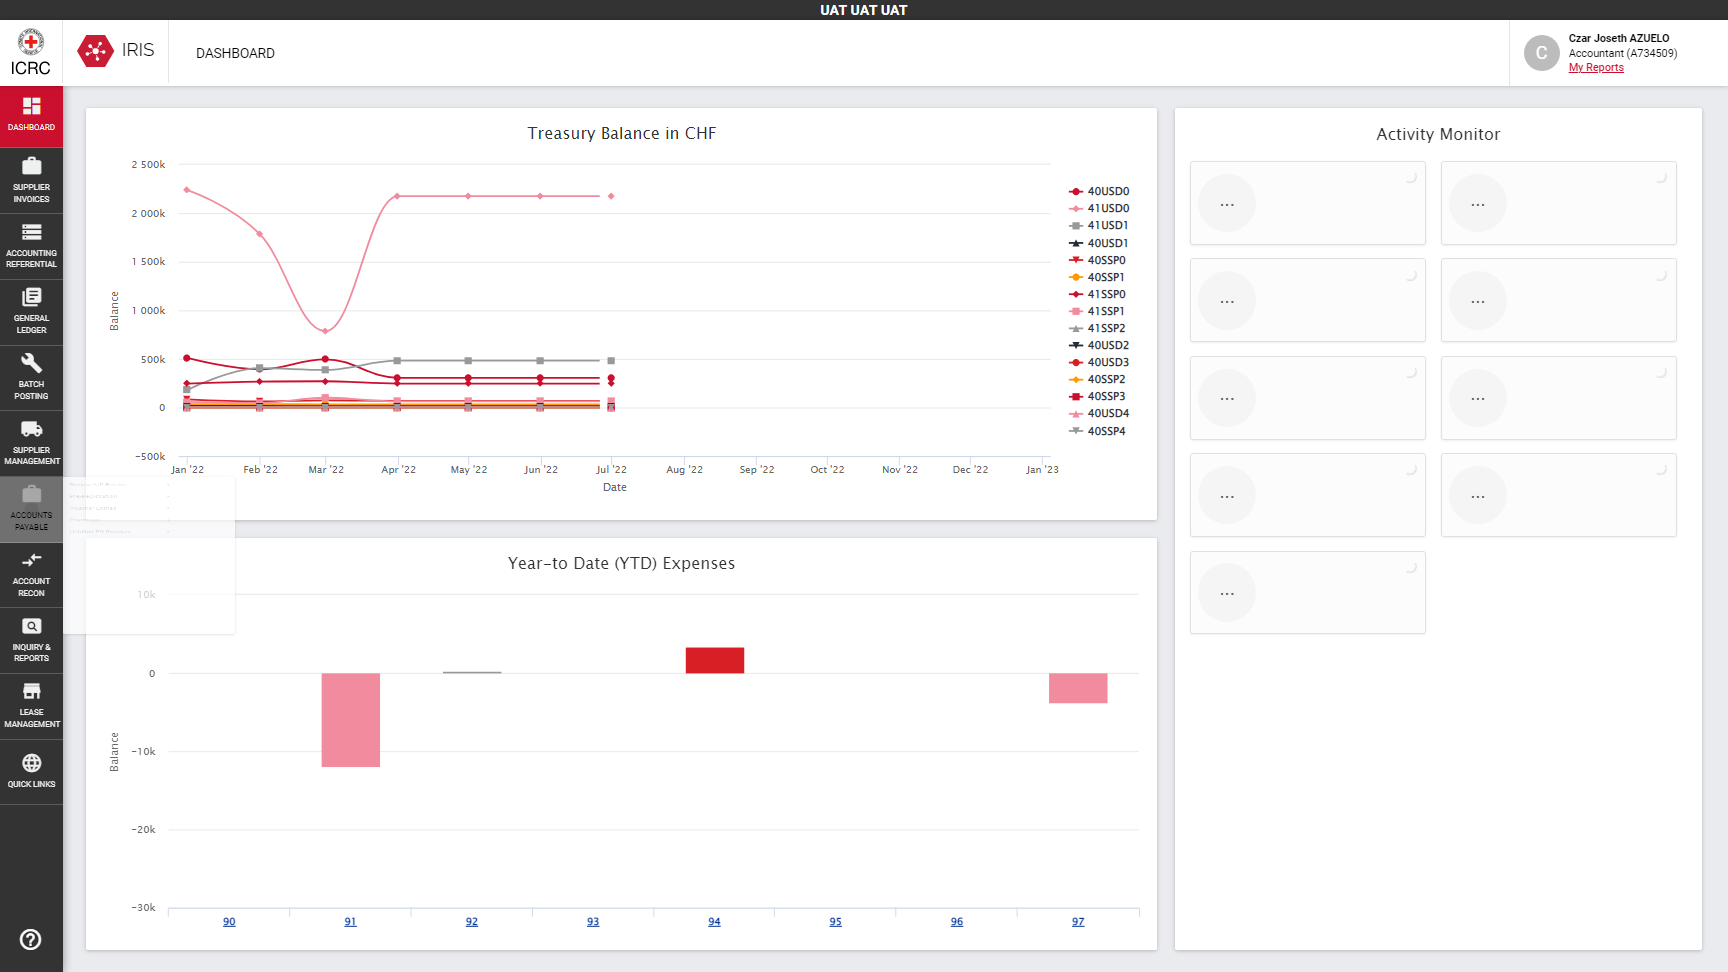 UAT UAT UAT
ICRC
IRIS
DASHBOARD
C
Czar Joseth AZUELO
Accountant (A734509)
My Reports
DASHBOARD
SUPPLIER
INVOICES
ACCOUNTING
REFERENTIAL
GENERAL
LEDGER
BATCH
POSTING
SUPPLIER
MANAGEMENT
ACCOUNTS
PAYABLE
ACCOUNT
RECON
INQUIRY &
REPORTS
LEASE
MANAGEMENT
QUICK LINKS
Treasury Balance in CHF
Balance
2 500k
2 000k
1 500k
1 000k
500k
0
−500k
Jan '22
Feb '22
Mar '22
Apr '22
May '22
Jun '22
Jul '22
Aug '22
Sep '22
Oct '22
Nov '22
Dec '22
Jan '23
Date
40USD0
41USD0
41USD1
40USD1
40SSP0
40SSP1
41SSP0
41SSP1
41SSP2
40USD2
40USD3
40SSP2
40SSP3
40USD4
40SSP4
Year-to Date (YTD) Expenses
Balance
10k
0
−10k
−20k
−30k
90
91
92
93
94
95
96
97
Activity Monitor
...
...
...
...
...
...
...
...
...